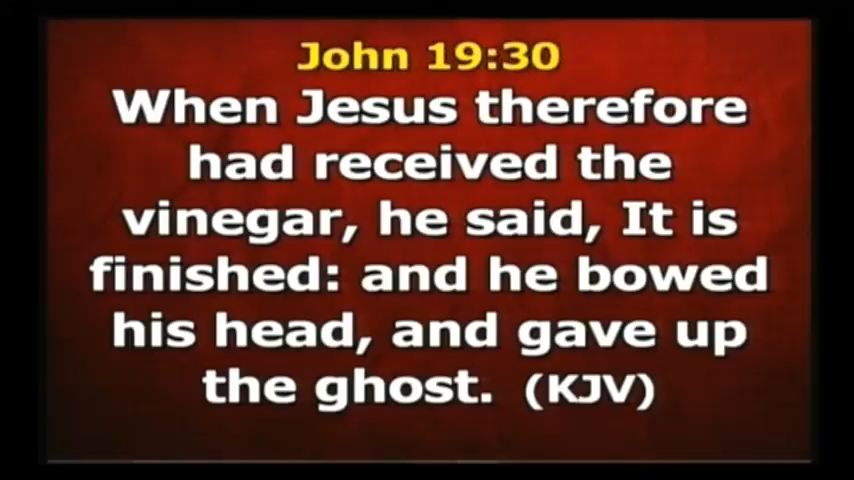 John 19:30
When Jesus therefore
had received the
vinegar, he said, It is
finished: and he bowed
his head, and gave up
the ghost. (KJV)